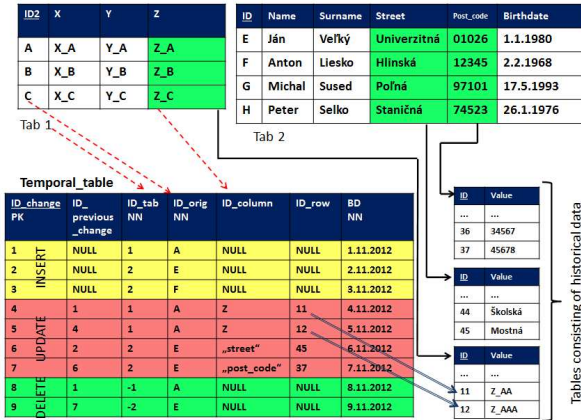 ID2 X Y Z
A X_A Y_A Z_A
B X_B Y_B Z_B
C X_C Y_C Z_C
Tab 1
ID Name Surname Street Post_code Birthdate
E Ján Veľký Univerzitná 01026 1.1.1980
F Anton Liesko Hlinská 12345 2.2.1968
G Michal Sused Poľná 97101 17.5.1993
H Peter Selko Staničná 74523 26.1.1976
Tab 2
Temporal_table
ID_change PK ID_previous_change ID_tab NN ID_orig NN ID_column ID_row BD NN
INSERT
1 NULL 1 A NULL NULL 1.11.2012
2 NULL 2 E NULL NULL 2.11.2012
3 NULL 2 F NULL NULL 3.11.2012
UPDATE
4 1 1 A Z 11 4.11.2012
5 4 1 A Z 12 5.11.2012
6 2 2 E „street“ 45 6.11.2012
7 6 2 E „post_code“ 37 7.11.2012
DELETE
8 5 -1 A NULL NULL 8.11.2012
9 7 -2 E NULL NULL 9.11.2012
ID Value
... ...
36 34567
37 45678
ID Value
... ...
44 Školská
45 Mostná
ID Value
... ...
11 Z_AA
12 Z_AAA
Tables consisting of historical data